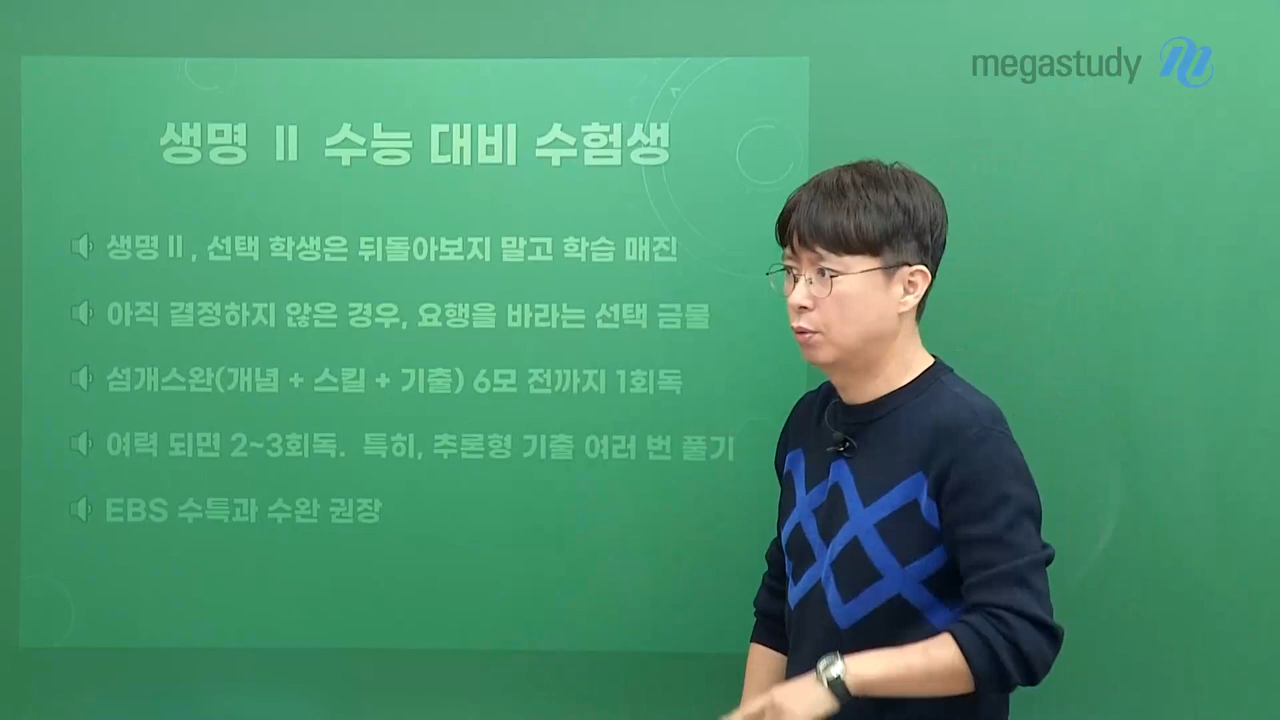 megastudy
생명 Ⅱ 수능 대비 수험생
생명Ⅱ, 선택 학생은 뒤돌아보지 말고 학습 매진
아직 결정하지 않은 경우, 요행을 바라는 선택 금물
섬개스완(개념 + 스킬 + 기출) 6모 전까지 1회독
여력 되면 2~3회독. 특히, 추론형 기출 여러 번 풀기
EBS 수특과 수완 권장